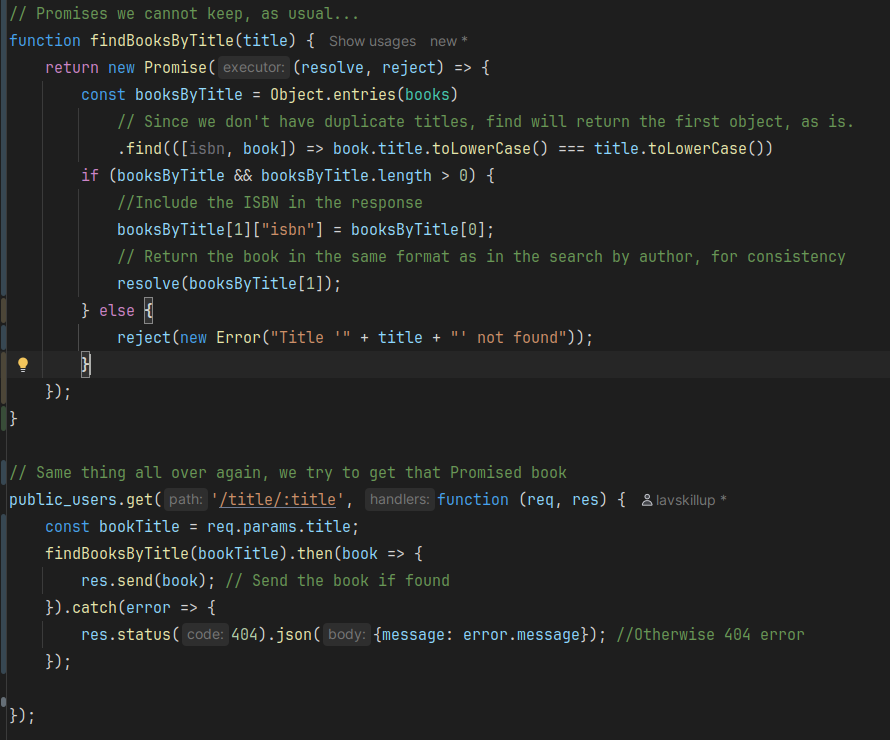 // Promises we cannot keep, as usual...
function findBooksByTitle(title) {  Show usages  new *
    return new Promise( executor: (resolve, reject) => {
        const booksByTitle = Object.entries(books)
            // Since we don't have duplicate titles, find will return the first object, as is.
            .find(([isbn, book]) => book.title.toLowerCase() === title.toLowerCase())
        if (booksByTitle && booksByTitle.length > 0) {
            //Include the ISBN in the response
            booksByTitle[1]["isbn"] = booksByTitle[0];
            // Return the book in the same format as in the search by author, for consistency
            resolve(booksByTitle[1]);
        } else {
            reject(new Error("Title '" + title + "' not found"));
        }
    });
}
// Same thing all over again, we try to get that Promised book
public_users.get( path: '/title/:title', handlers: function (req, res) {  lavskillup *
    const bookTitle = req.params.title;
    findBooksByTitle(bookTitle).then(book => {
        res.send(book); // Send the book if found
    }).catch(error => {
        res.status( code: 404).json( body: {message: error.message}); //Otherwise 404 error
    });
});